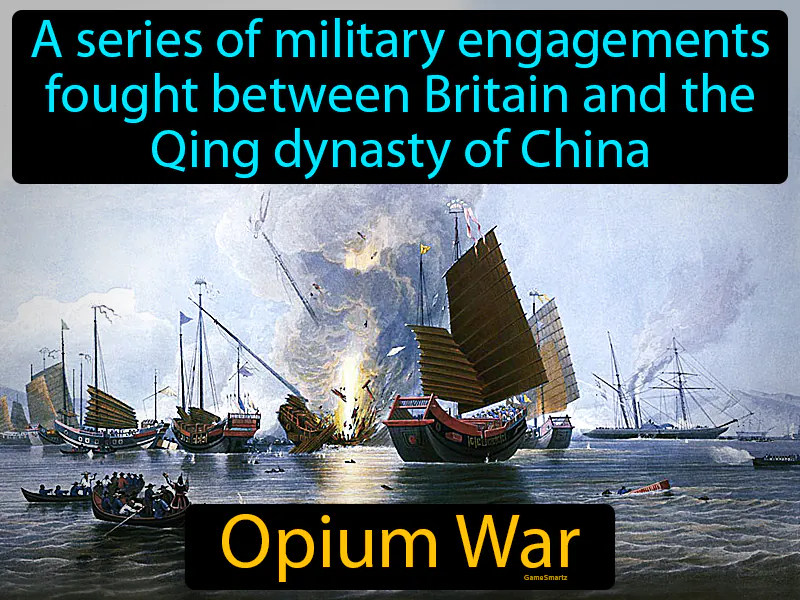 A series of military engagements
fought between Britain and the
Qing dynasty of China
Opium War
GameSmartz